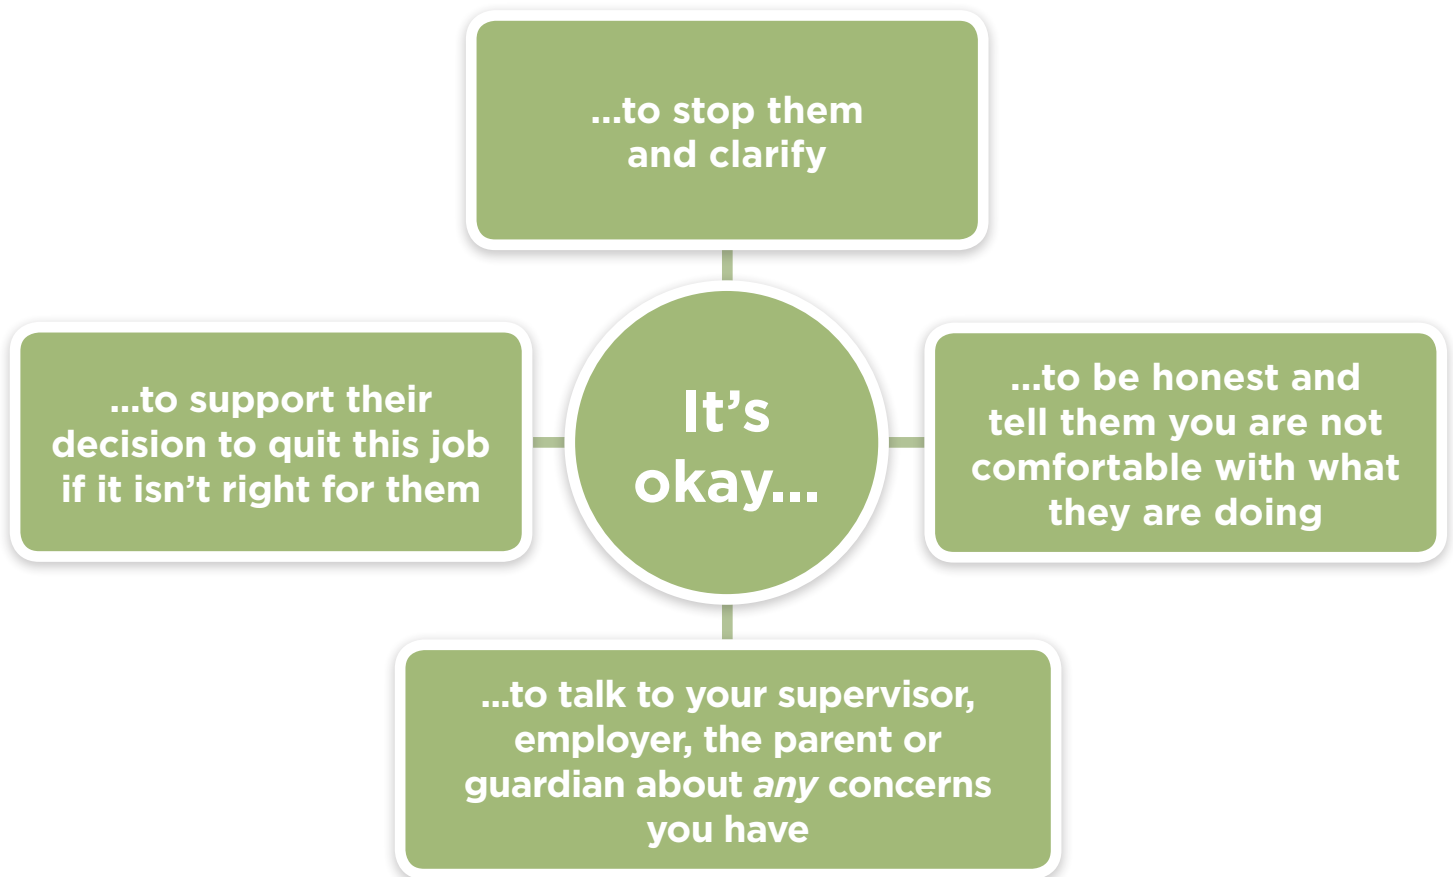 ...to stop them
and clarify
...to support their
decision to quit this job
if it isn’t right for them
It’s
okay...
...to be honest and
tell them you are not
comfortable with what
they are doing
...to talk to your supervisor,
employer, the parent or
guardian about any concerns
you have